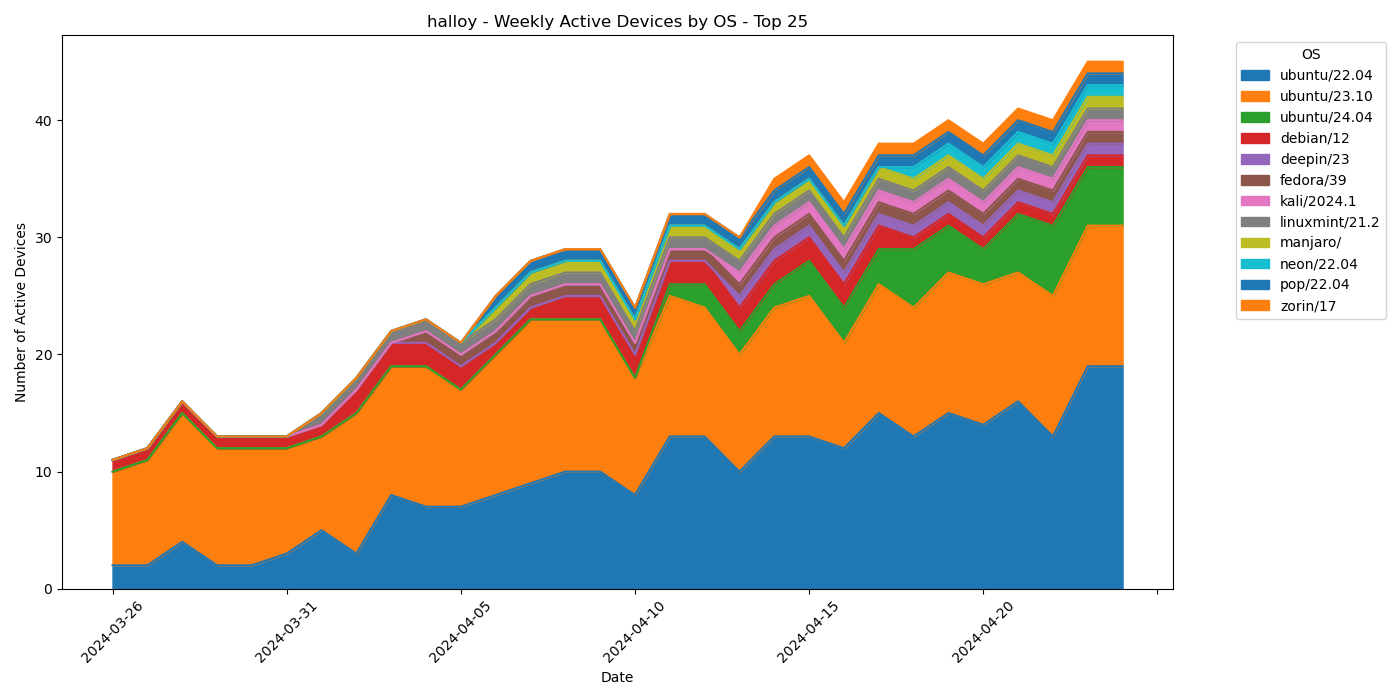 halloy - Weekly Active Devices by OS - Top 25
Number of Active Devices
40
30
20
10
0
2024-03-26
2024-03-31
2024-04-05
2024-04-10
2024-04-15
2024-04-20
Date
OS
ubuntu/22.04
ubuntu/23.10
ubuntu/24.04
debian/12
deepin/23
fedora/39
kali/2024.1
linuxmint/21.2
manjaro/
neon/22.04
pop/22.04
zorin/17